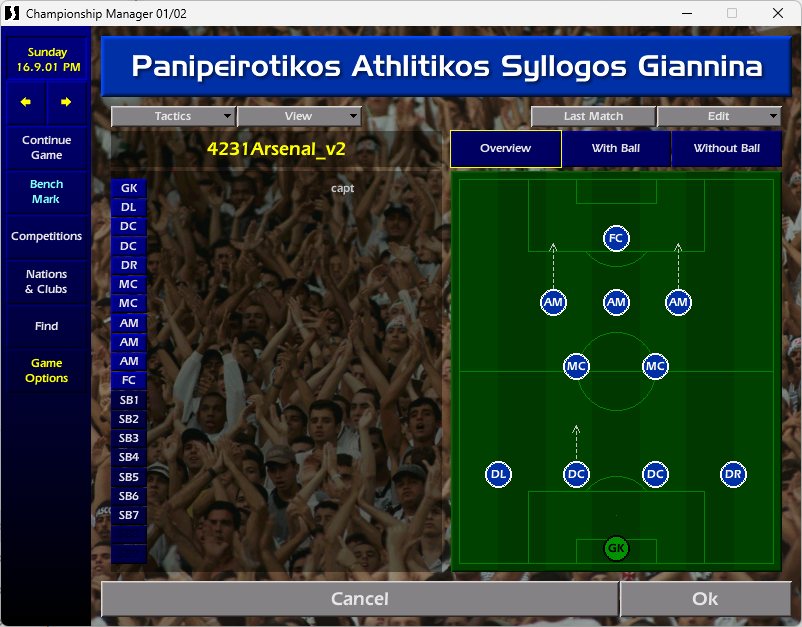 Championship Manager 01/02
Sunday
16.9.01 PM
Continue
Game
Bench
Mark
Competitions
Nations
& Clubs
Find
Game
Options
Panipeirotikos Athlitikos Syllogos Giannina
Tactics
View
Last Match
Edit
4231Arsenal_v2
Overview
With Ball
Without Ball
GK
capt
DL
DC
DC
DR
MC
MC
AM
AM
AM
FC
SB1
SB2
SB3
SB4
SB5
SB6
SB7
FC
AM
AM
AM
MC
MC
DL
DC
DC
DR
GK
Cancel
Ok